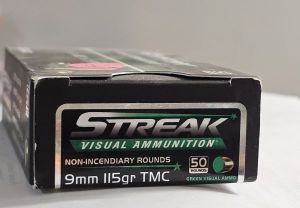 STREAK
VISUAL AMMUNITION®
NON-INCENDIARY ROUNDS
50
ROUNDS
9mm 115gr TMC
GREEN VISUAL AMMO